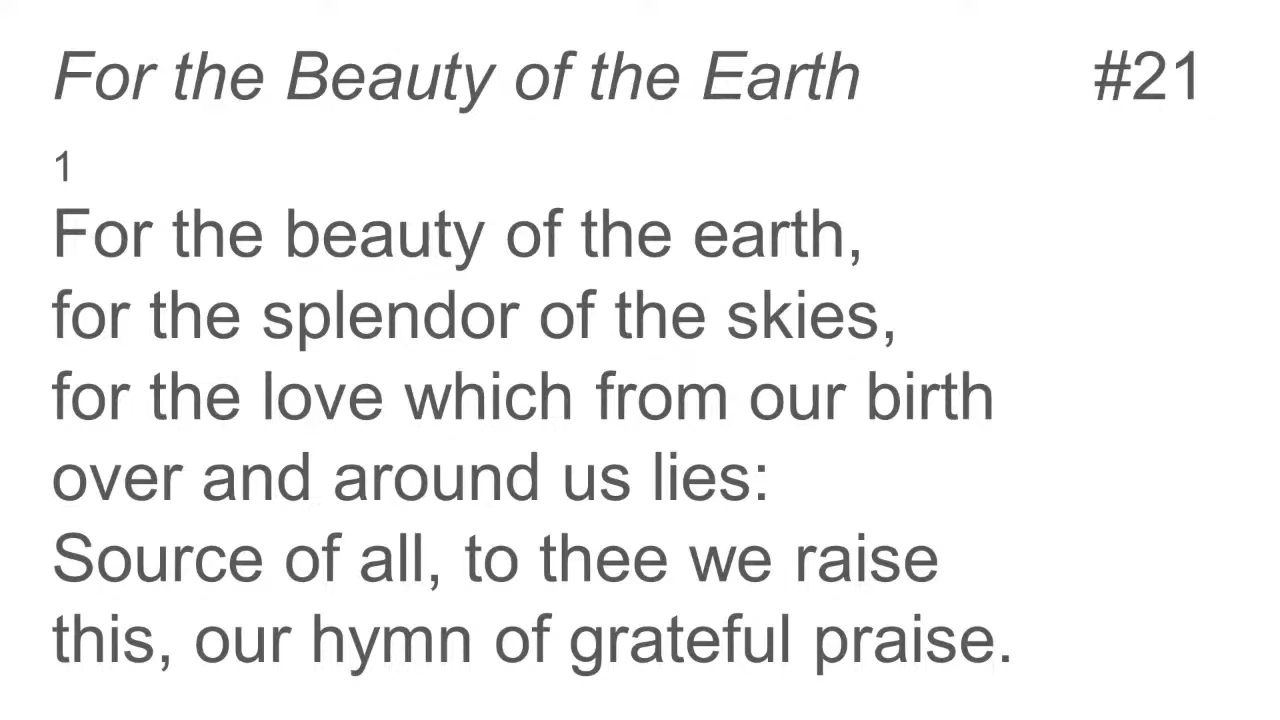 For the Beauty of the Earth #21
1
For the beauty of the earth,
for the splendor of the skies,
for the love which from our birth
over and around us lies:
Source of all, to thee we raise
this, our hymn of grateful praise.